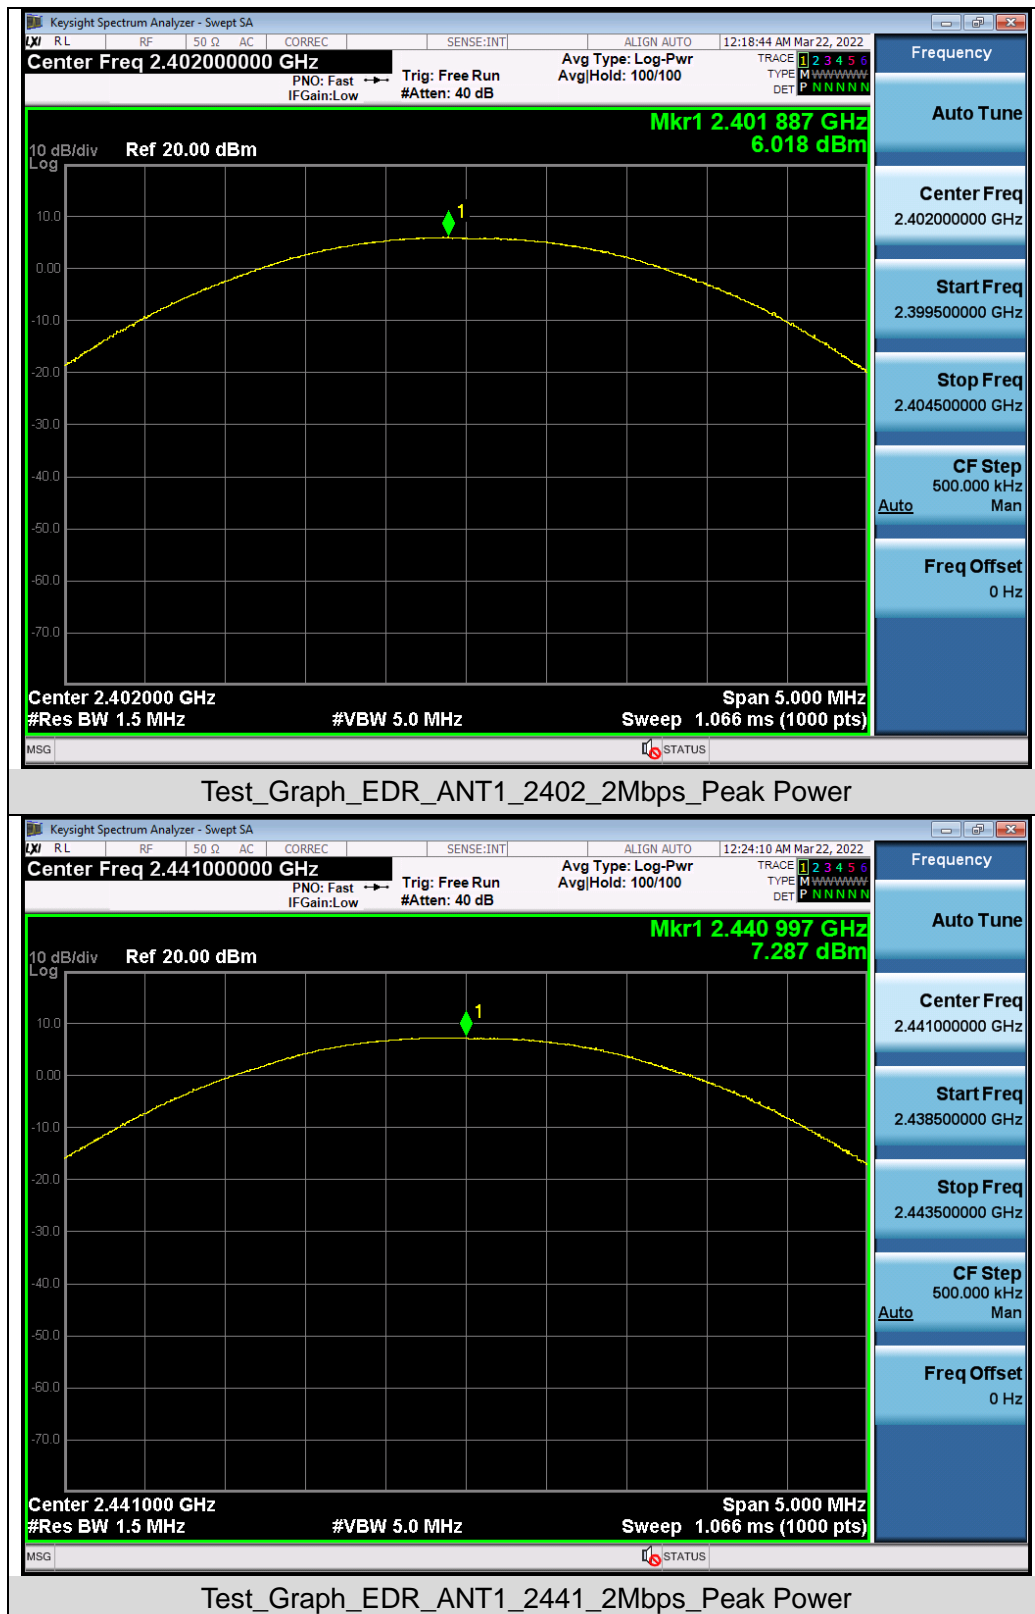 Keysight Spectrum Analyzer - Swept SA
LXI RL RF 50 Ω AC CORREC SENSE:INT ALIGN AUTO 12:18:44 AM Mar 22, 2022
Center Freq 2.402000000 GHz
PNO: Fast
IFGain:Low
Trig: Free Run
#Atten: 40 dB
Avg Type: Log-Pwr
Avg|Hold: 100/100
TRACE 1 2 3 4 5 6
TYPE M WWWWW
DET P N N N N N
Mkr1 2.401 887 GHz
6.018 dBm
10 dB/div Ref 20.00 dBm
Log
1
10.0
0.00
-10.0
-20.0
-30.0
-40.0
-50.0
-60.0
-70.0
Center 2.402000 GHz Span 5.000 MHz
#Res BW 1.5 MHz #VBW 5.0 MHz Sweep 1.066 ms (1000 pts)
MSG STATUS
Frequency
Auto Tune
Center Freq
2.402000000 GHz
Start Freq
2.399500000 GHz
Stop Freq
2.404500000 GHz
CF Step
500.000 kHz
Auto Man
Freq Offset
0 Hz
Test_Graph_EDR_ANT1_2402_2Mbps_Peak Power
Keysight Spectrum Analyzer - Swept SA
LXI RL RF 50 Ω AC CORREC SENSE:INT ALIGN AUTO 12:24:10 AM Mar 22, 2022
Center Freq 2.441000000 GHz
PNO: Fast
IFGain:Low
Trig: Free Run
#Atten: 40 dB
Avg Type: Log-Pwr
Avg|Hold: 100/100
TRACE 1 2 3 4 5 6
TYPE M WWWWW
DET P N N N N N
Mkr1 2.440 997 GHz
7.287 dBm
10 dB/div Ref 20.00 dBm
Log
1
10.0
0.00
-10.0
-20.0
-30.0
-40.0
-50.0
-60.0
-70.0
Center 2.441000 GHz Span 5.000 MHz
#Res BW 1.5 MHz #VBW 5.0 MHz Sweep 1.066 ms (1000 pts)
MSG STATUS
Frequency
Auto Tune
Center Freq
2.441000000 GHz
Start Freq
2.438500000 GHz
Stop Freq
2.443500000 GHz
CF Step
500.000 kHz
Auto Man
Freq Offset
0 Hz
Test_Graph_EDR_ANT1_2441_2Mbps_Peak Power